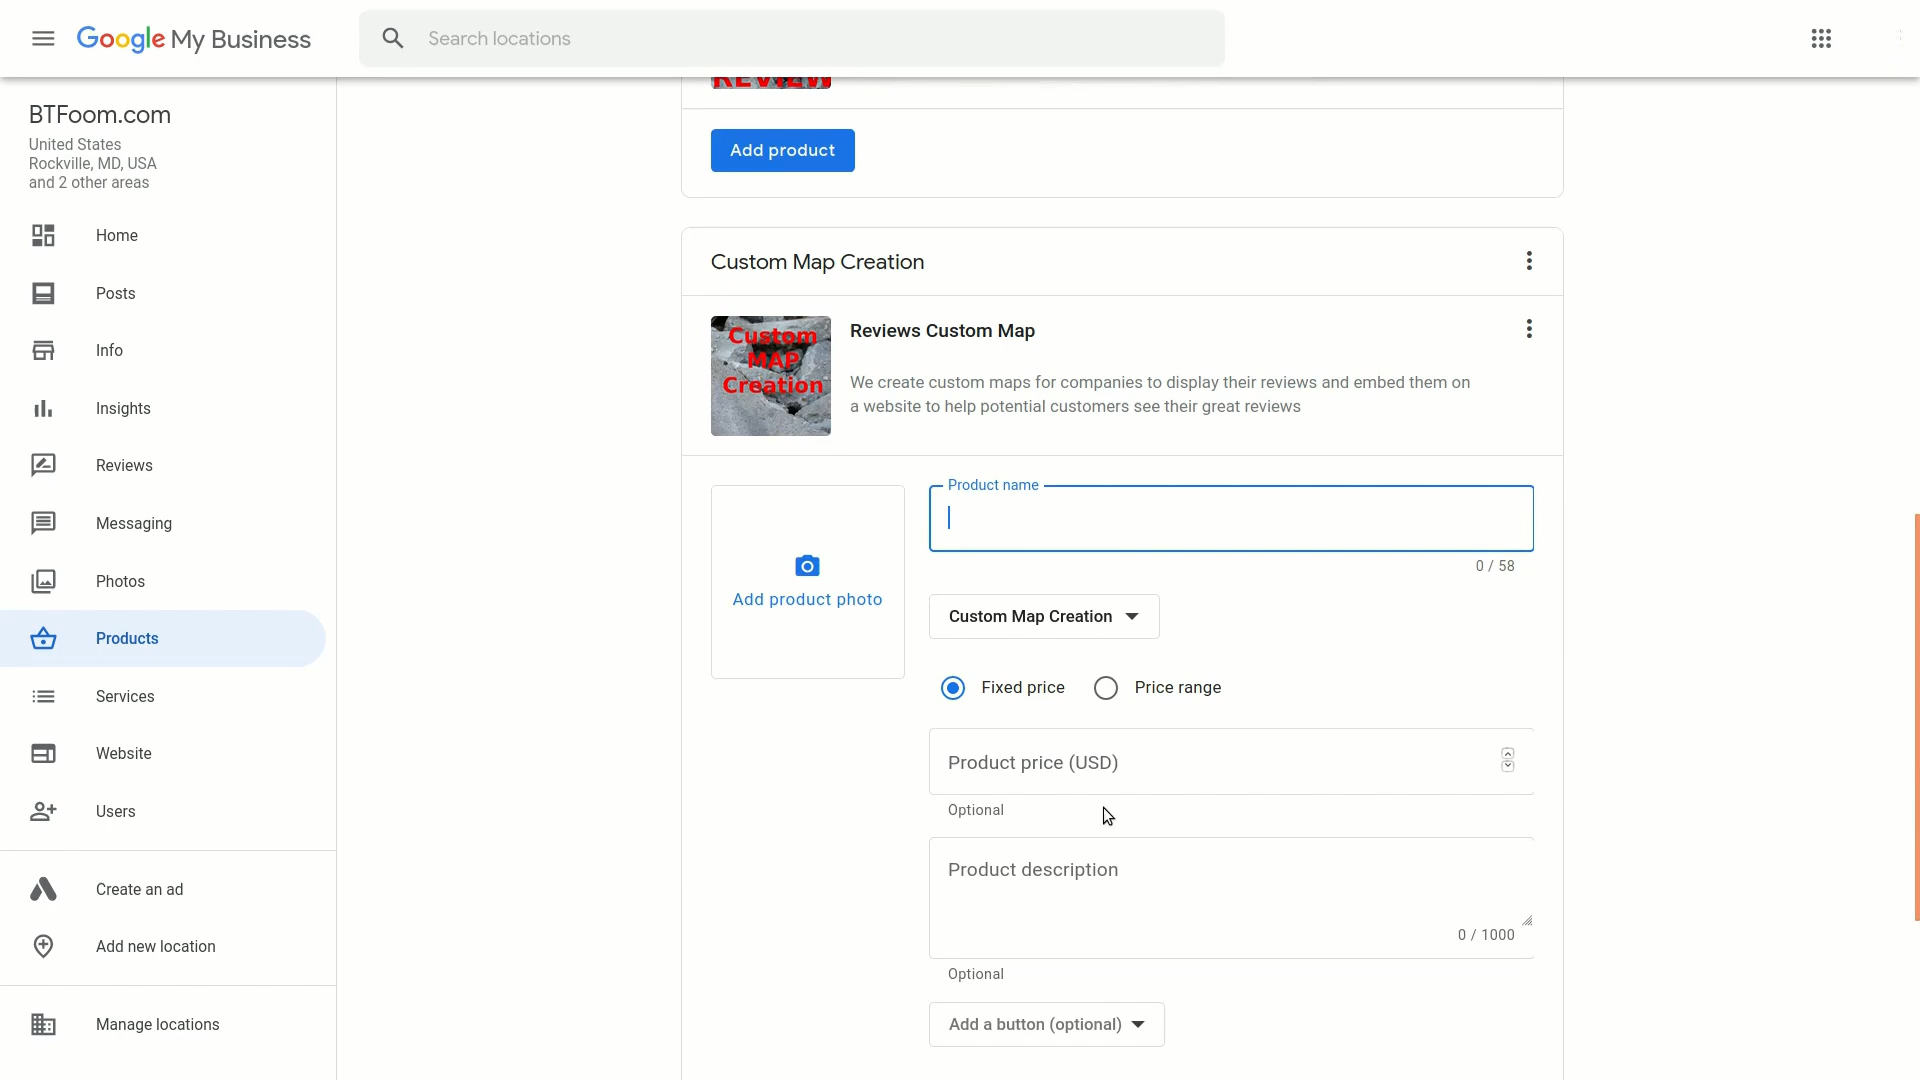 Google My Business
Search locations
BTFoom.com
United States
Rockville, MD, USA
and 2 other areas
Home
Posts
Info
Insights
Reviews
Messaging
Photos
Products
Services
Website
Users
Create an ad
Add new location
Manage locations
REVIEW
Add product
Custom Map Creation
Custom
MAP
Creation
Reviews Custom Map
We create custom maps for companies to display their reviews and embed them on
a website to help potential customers see their great reviews
Add product photo
Product name
0 / 58
Custom Map Creation
Fixed price
Price range
Product price (USD)
Optional
Product description
0 / 1000
Optional
Add a button (optional)